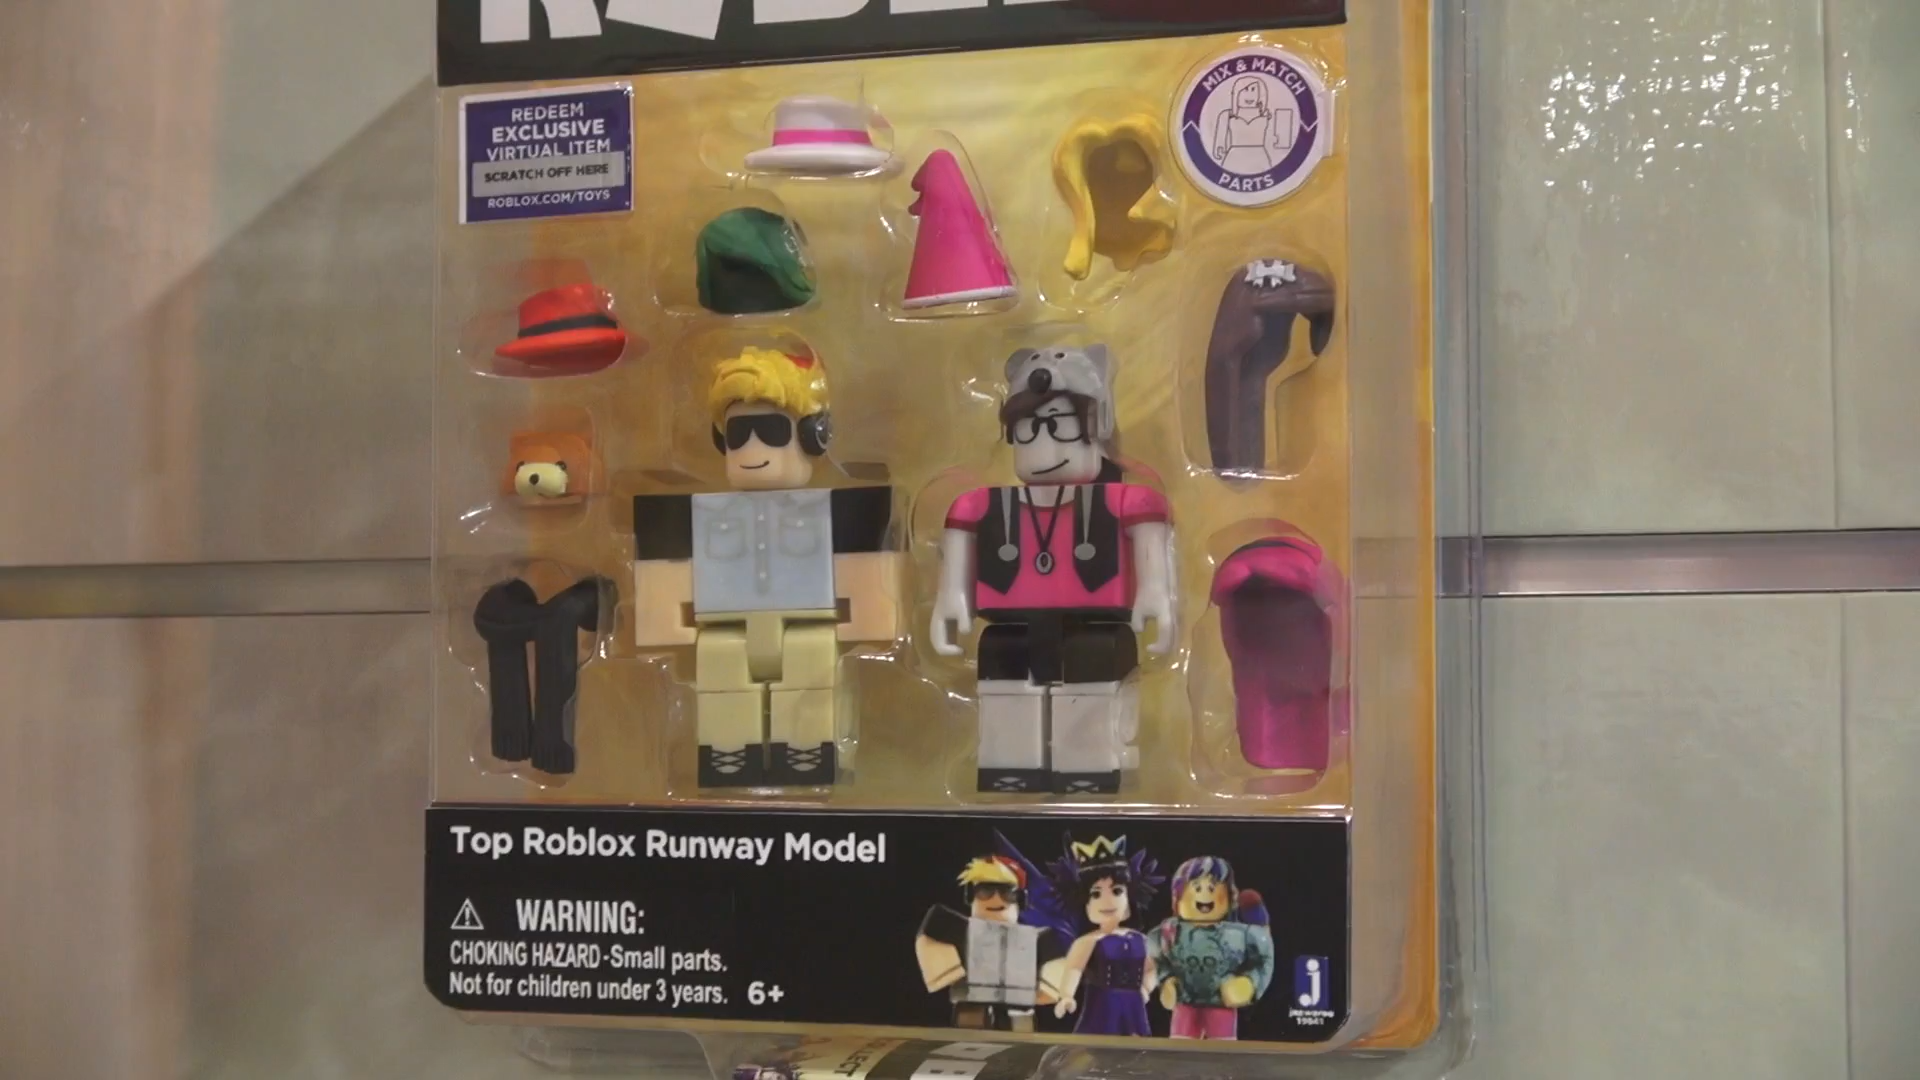 REDEEM
EXCLUSIVE
VIRTUAL ITEM
SCRATCH OFF HERE
ROBLOX.COM/TOYS
MIX & MATCH
PARTS
Top Roblox Runway Model
WARNING:
CHOKING HAZARD-Small parts.
Not for children under 3 years. 6+
j